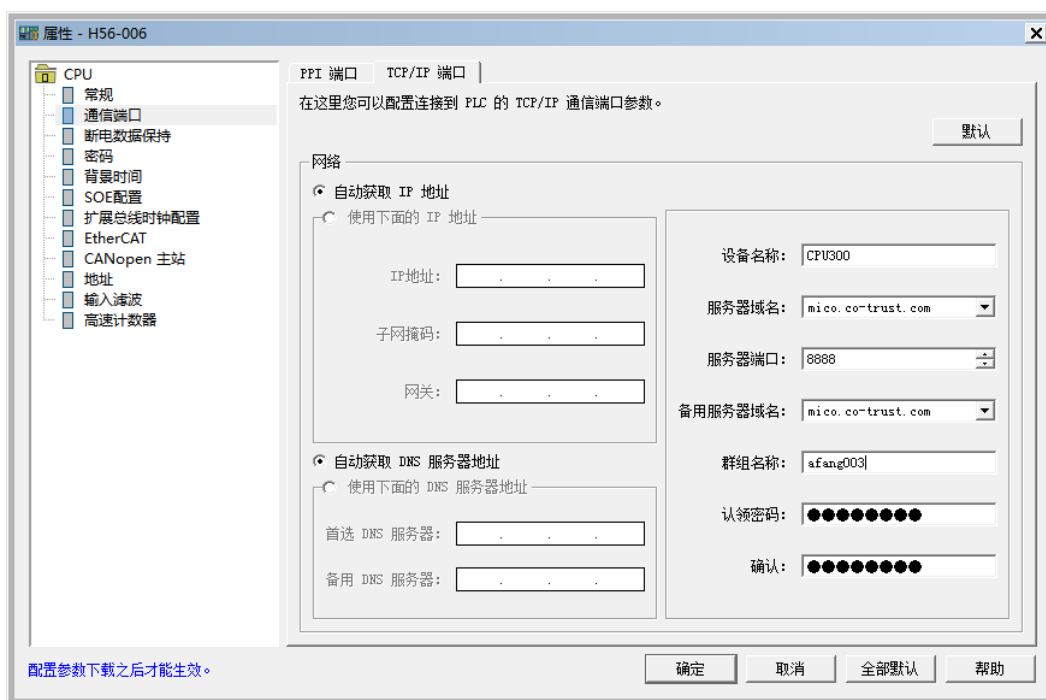 属性 - H56-006
CPU
常规
通信端口
断电数据保持
密码
背景时间
SOE配置
扩展总线时钟配置
EtherCAT
CANopen 主站
地址
输入滤波
高速计数器
PPI 端口
TCP/IP 端口
在这里您可以配置连接到 PLC 的 TCP/IP 通信端口参数。
默认
网络
自动获取 IP 地址
使用下面的 IP 地址
IP地址：
子网掩码：
网关：
自动获取 DNS 服务器地址
使用下面的 DNS 服务器地址
首选 DNS 服务器：
备用 DNS 服务器：
设备名称： CPU300
服务器域名： mico.co-trust.com
服务器端口： 8888
备用服务器域名： mico.co-trust.com
群组名称： afang003
认领密码： ●●●●●●●●
确认： ●●●●●●●●
配置参数下载之后才能生效。
确定
取消
全部默认
帮助